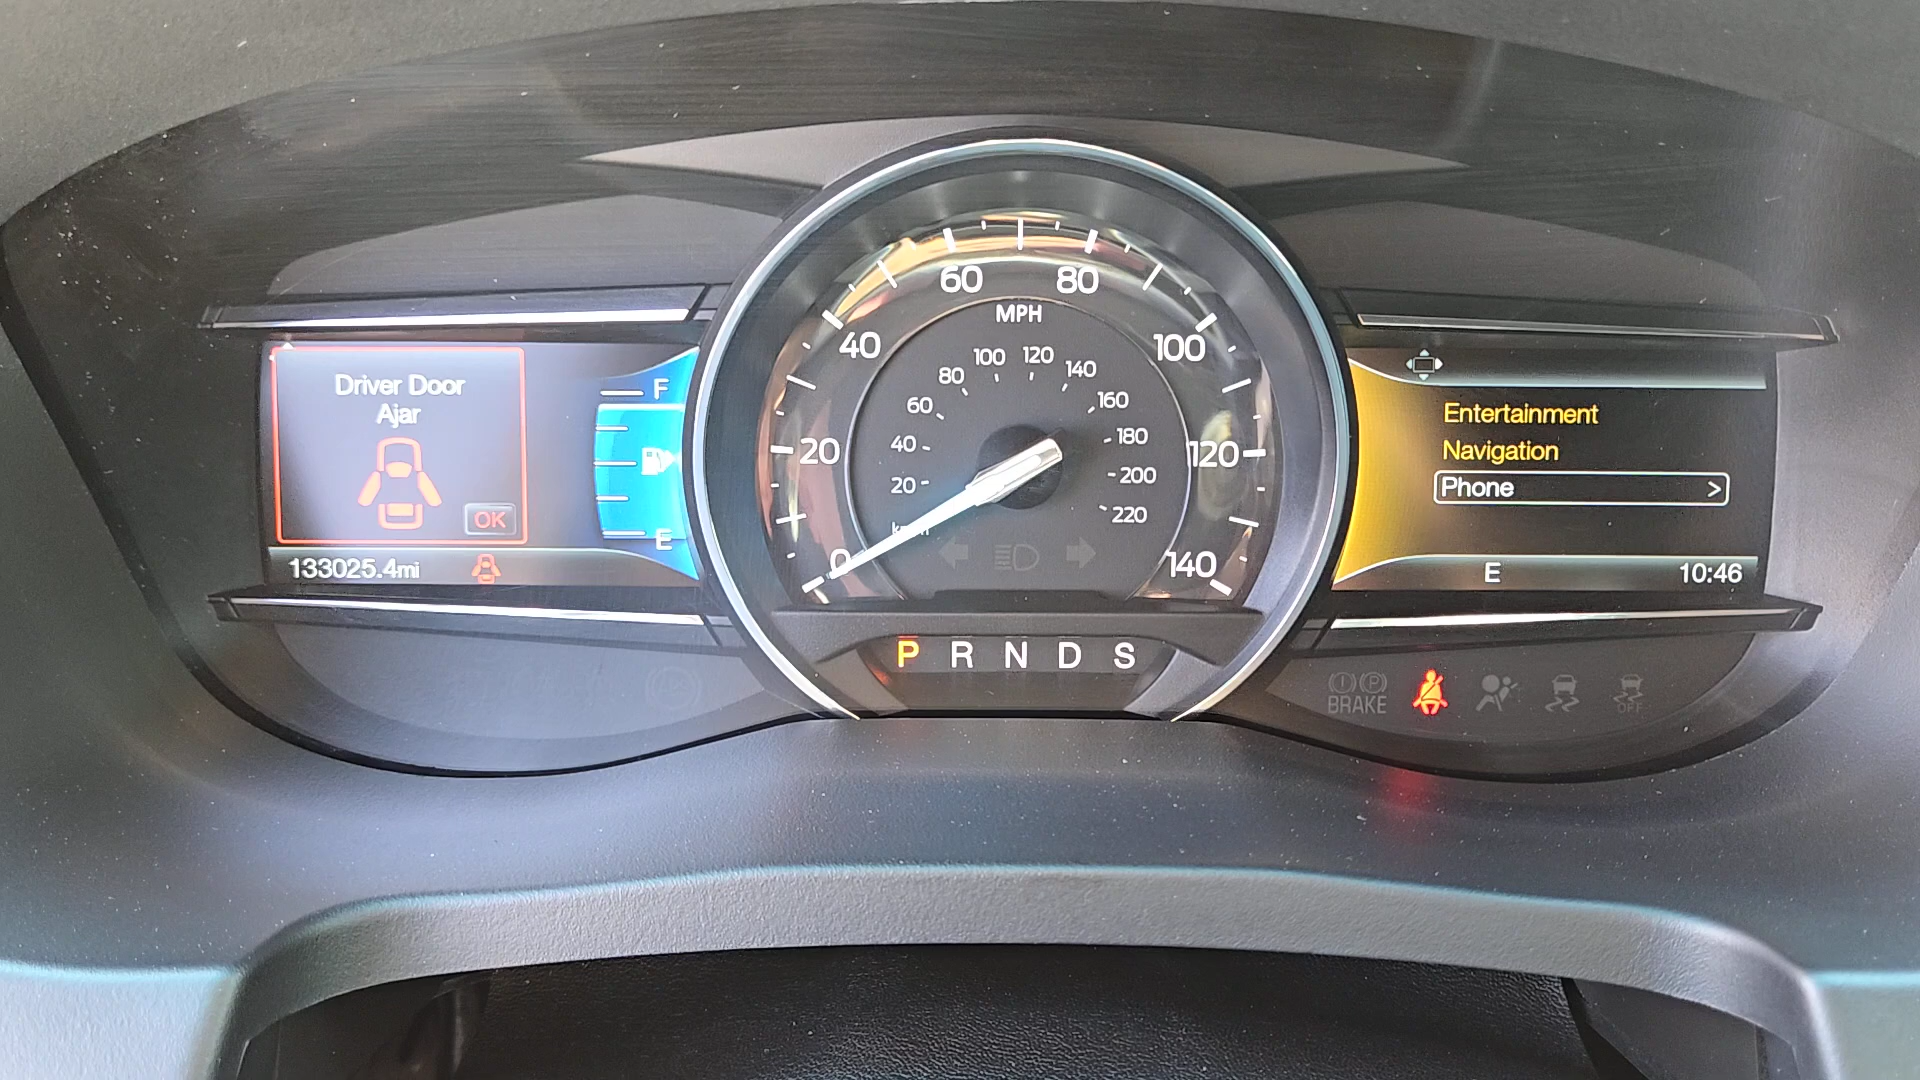 Driver Door
Ajar
OK
133025.4mi
F
E
0
20
40
60
80
100
120
140
MPH
20
40
60
80
100
120
140
160
180
200
220
P R N D S
Entertainment
Navigation
Phone >
E
10:46
BRAKE
OFF